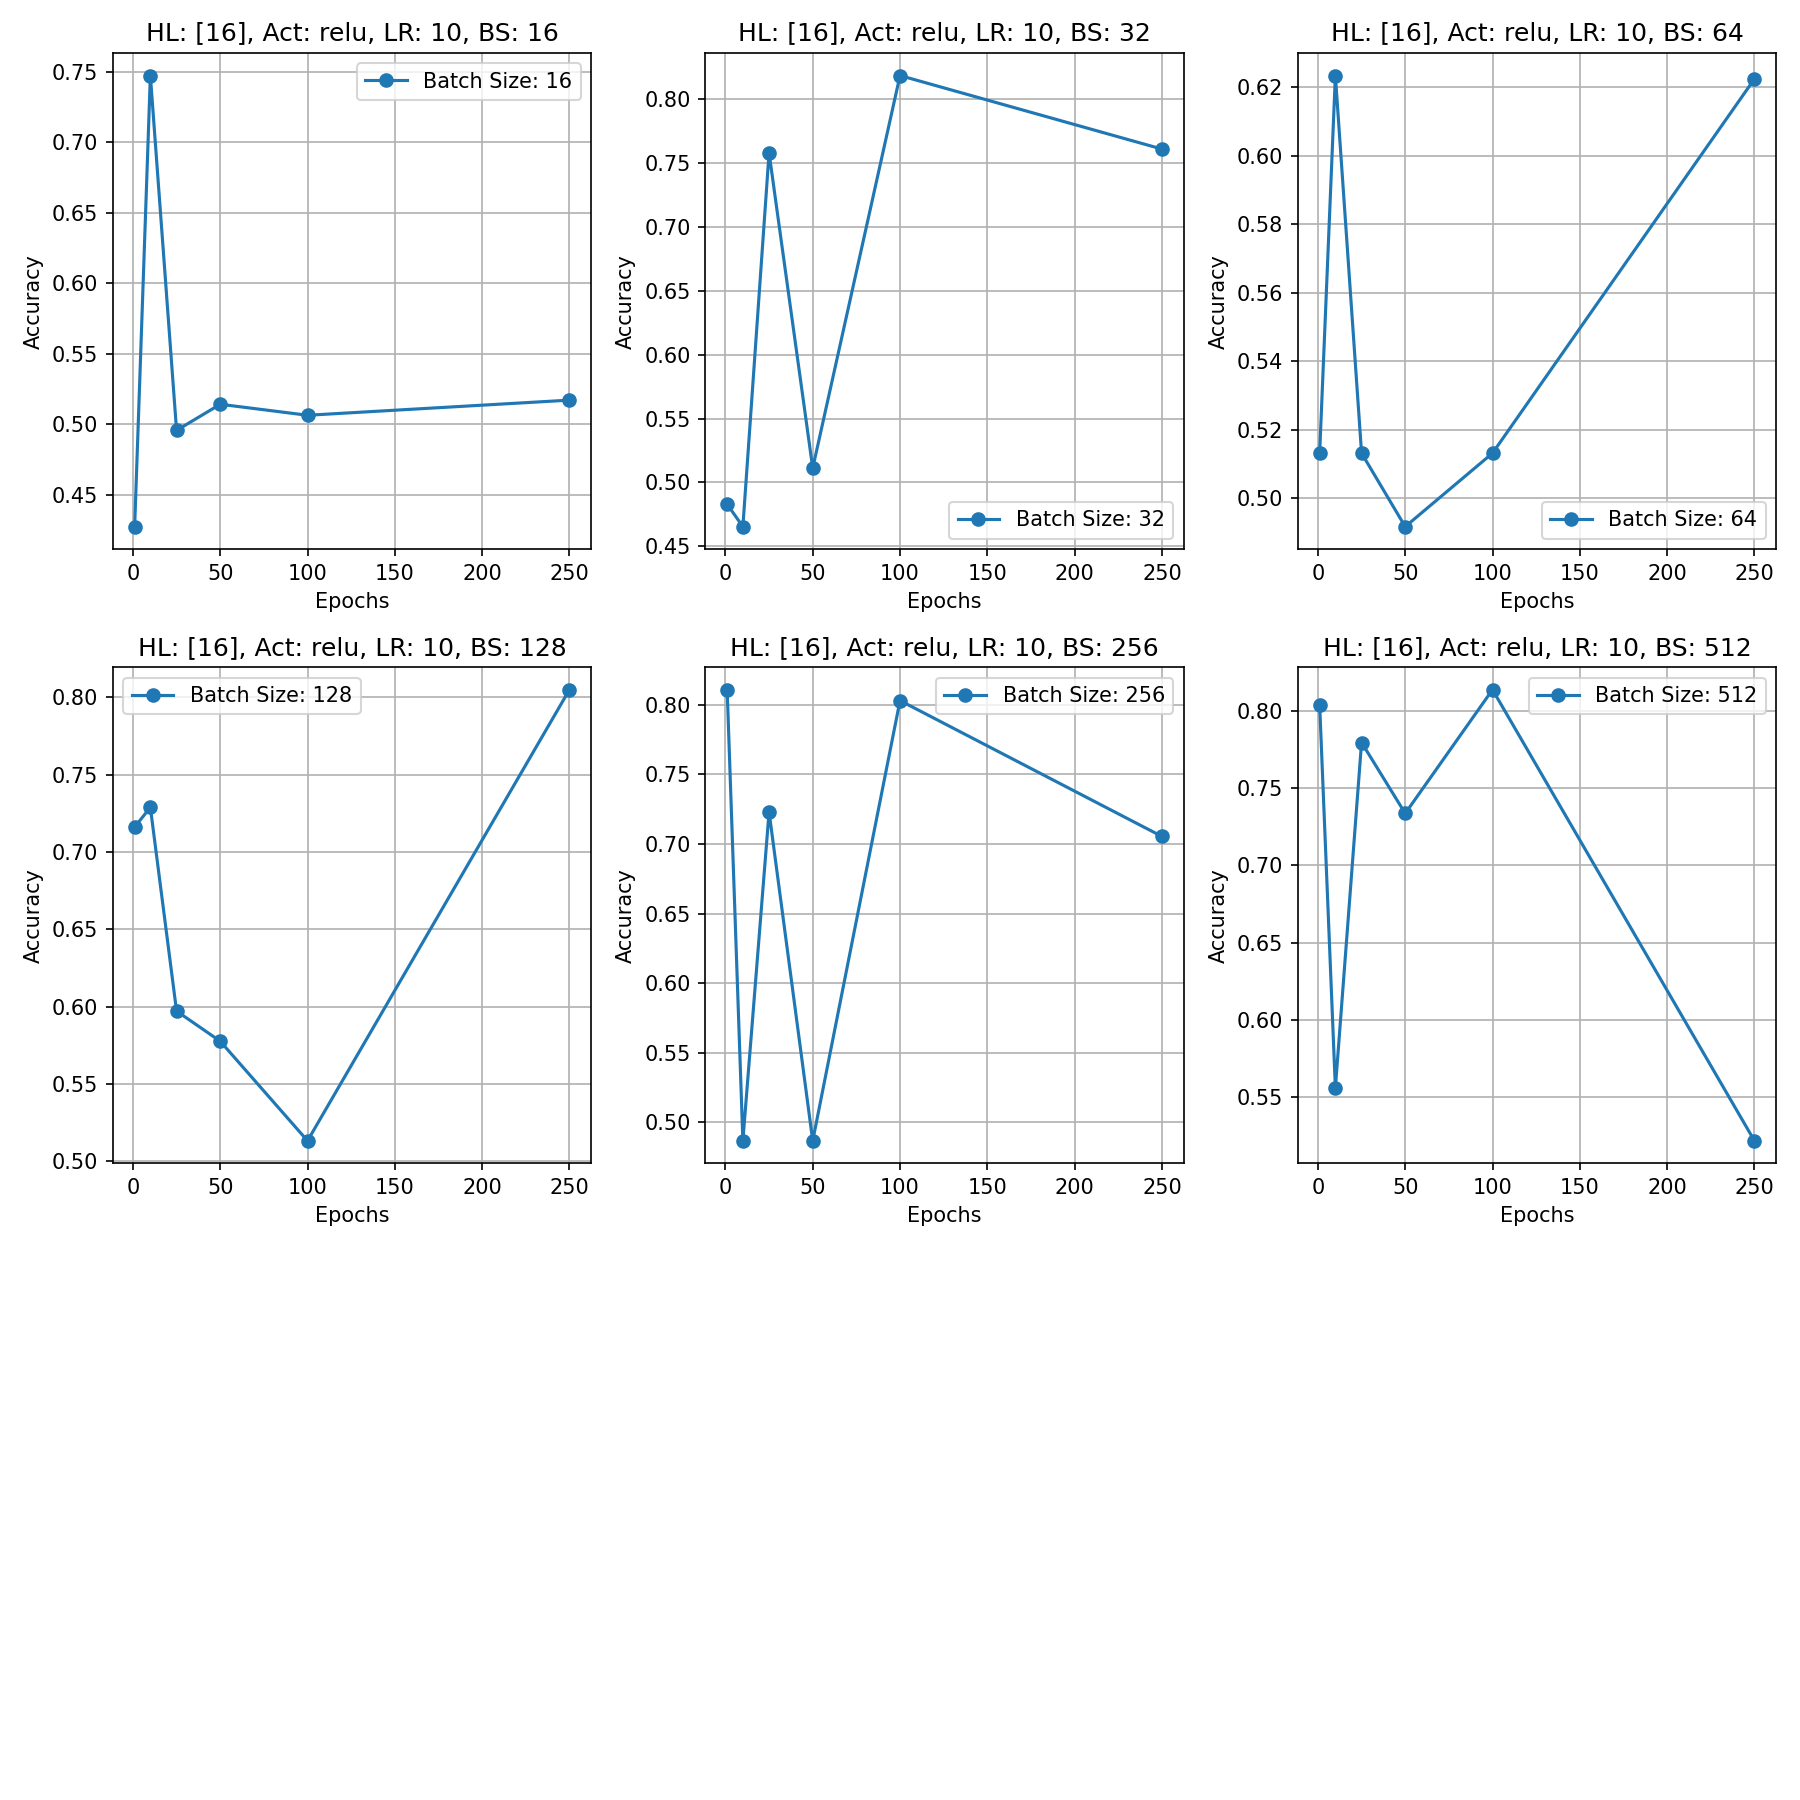 HL: [16], Act: relu, LR: 10, BS: 16
Batch Size: 16
Accuracy
0.75
0.70
0.65
0.60
0.55
0.50
0.45
0 50 100 150 200 250
Epochs
HL: [16], Act: relu, LR: 10, BS: 32
Batch Size: 32
Accuracy
0.80
0.75
0.70
0.65
0.60
0.55
0.50
0.45
0 50 100 150 200 250
Epochs
HL: [16], Act: relu, LR: 10, BS: 64
Batch Size: 64
Accuracy
0.62
0.60
0.58
0.56
0.54
0.52
0.50
0 50 100 150 200 250
Epochs
HL: [16], Act: relu, LR: 10, BS: 128
Batch Size: 128
Accuracy
0.80
0.75
0.70
0.65
0.60
0.55
0.50
0 50 100 150 200 250
Epochs
HL: [16], Act: relu, LR: 10, BS: 256
Batch Size: 256
Accuracy
0.80
0.75
0.70
0.65
0.60
0.55
0.50
0 50 100 150 200 250
Epochs
HL: [16], Act: relu, LR: 10, BS: 512
Batch Size: 512
Accuracy
0.80
0.75
0.70
0.65
0.60
0.55
0 50 100 150 200 250
Epochs